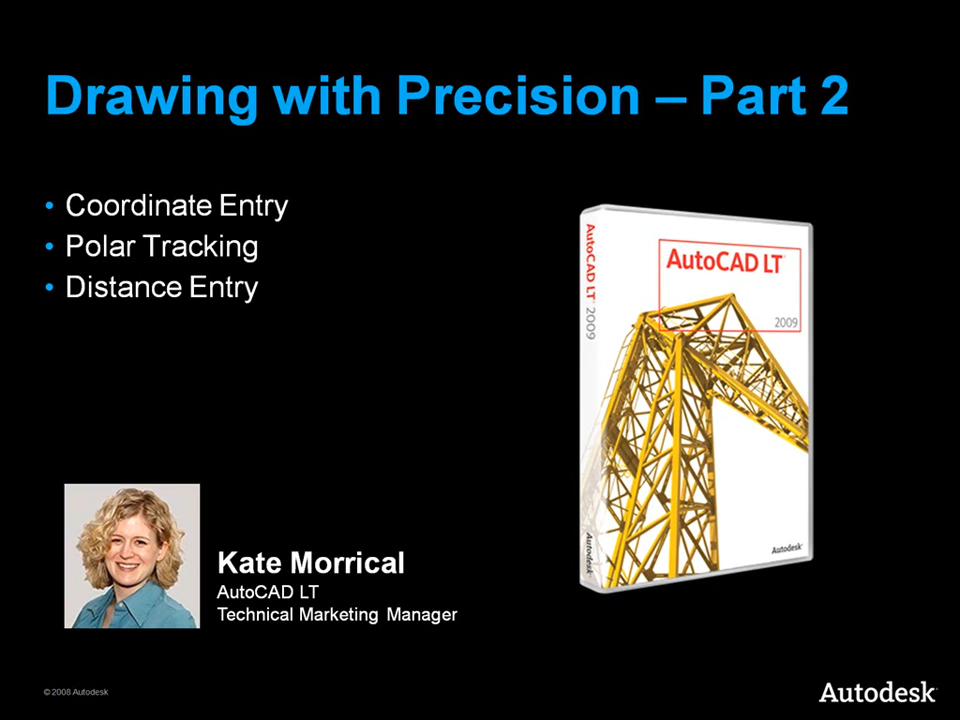 Drawing with Precision – Part 2
• Coordinate Entry
• Polar Tracking
• Distance Entry
AutoCAD LT
2009
AutoCAD LT 2009
Autodesk
Autodesk
Kate Morrical
AutoCAD LT
Technical Marketing Manager
© 2008 Autodesk
Autodesk